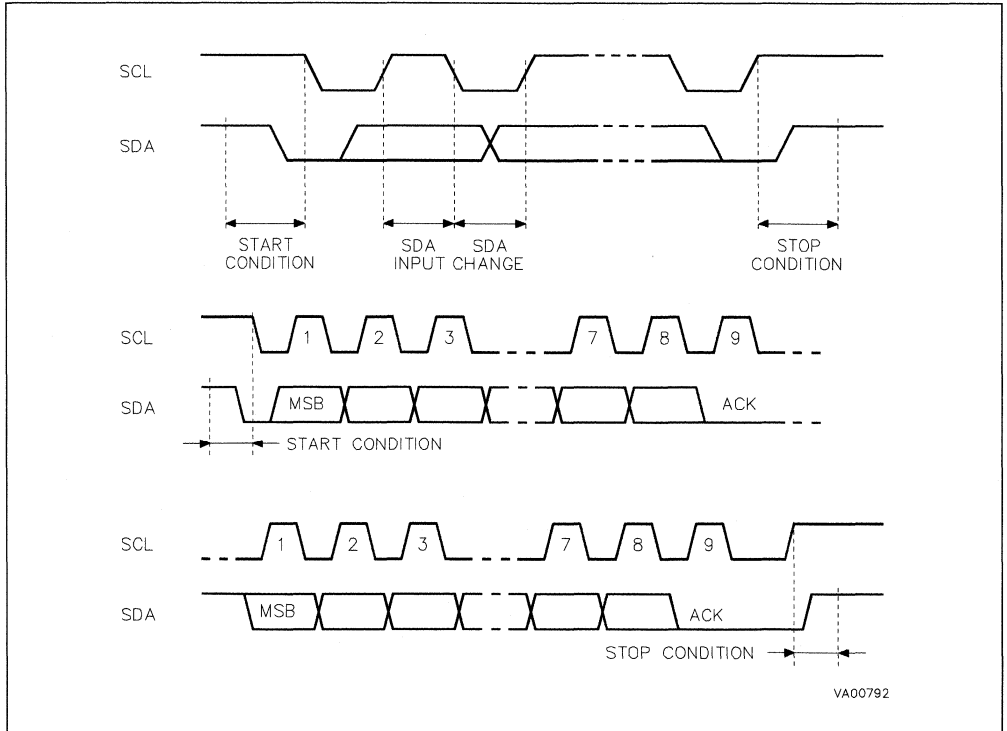 SCL
SDA
START CONDITION
SDA INPUT
SDA CHANGE
STOP CONDITION
SCL
1 2 3 7 8 9
SDA
MSB
ACK
START CONDITION
SCL
1 2 3 7 8 9
SDA
MSB
ACK
STOP CONDITION
VA00792